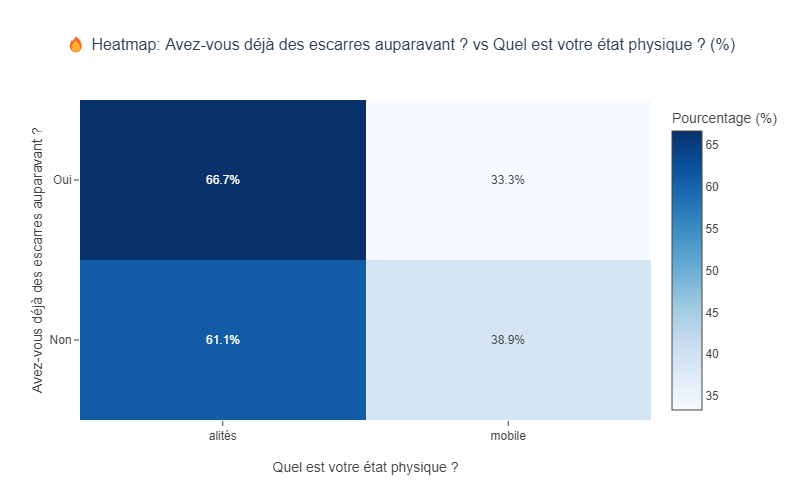 🔥 Heatmap: Avez-vous déjà des escarres auparavant ? vs Quel est votre état physique ? (%)
Pourcentage (%)
Avez-vous déjà des escarres auparavant ?
Oui
66.7%
33.3%
Non
61.1%
38.9%
65
60
55
50
45
40
35
alités
mobile
Quel est votre état physique ?